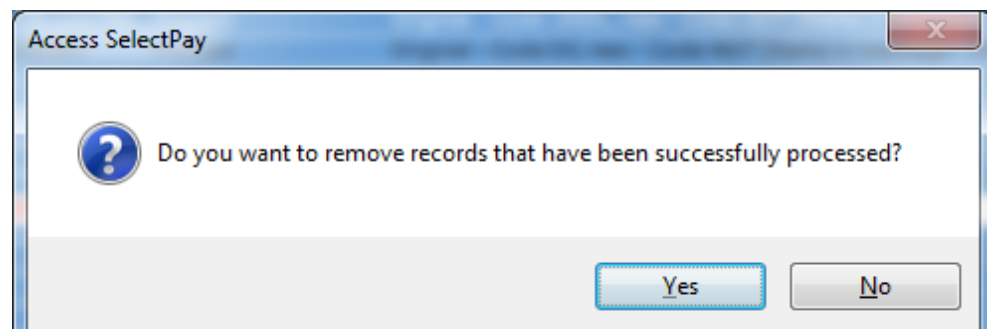 Access SelectPay
Do you want to remove records that have been successfully processed?
Yes
No